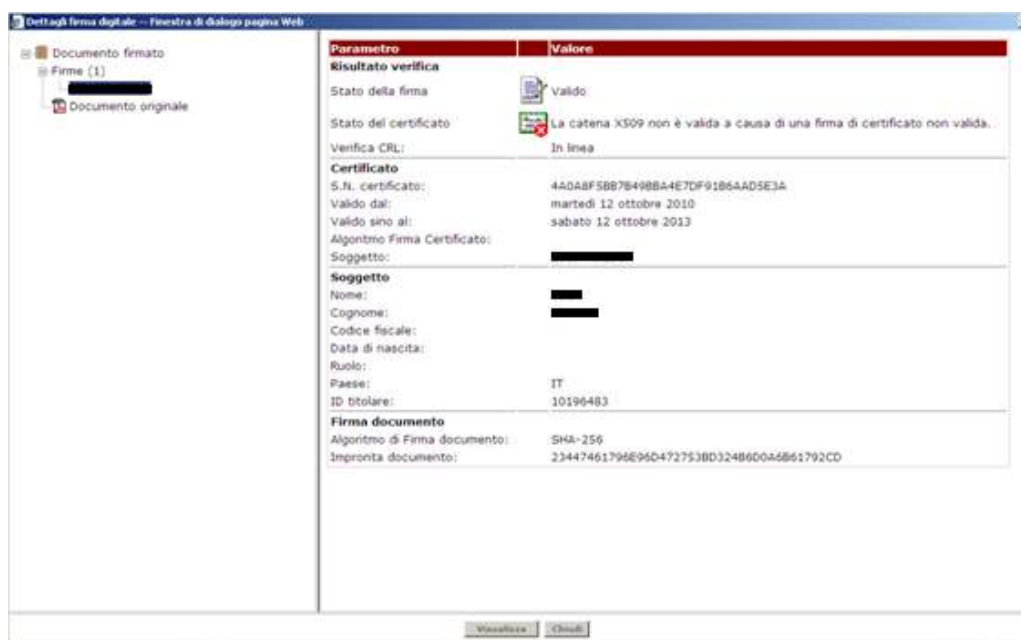 Dettagli firma digitale -- Finestra di dialogo pagina Web
Documento firmato
Firme (1)
Documento originale
Parametro Valore
Risultato verifica
Stato della firma Valido
Stato del certificato La catena X509 non è valida a causa di una firma di certificato non valida.
Verifica CRL: In linea
Certificato
S.N. certificato: 4A0A8F5BB7B49BBA4E7DF91B6AAD5E3A
Valido dal: martedì 12 ottobre 2010
Valido sino al: sabato 12 ottobre 2013
Algoritmo Firma Certificato:
Soggetto:
Soggetto
Nome:
Cognome:
Codice fiscale:
Data di nascita:
Ruolo:
Paese: IT
ID titolare: 10196483
Firma documento
Algoritmo di Firma documento: SHA-256
Impronta documento: 23447461796E96D472753BD324B6D0A6B61792CD
Visualizza Chiudi